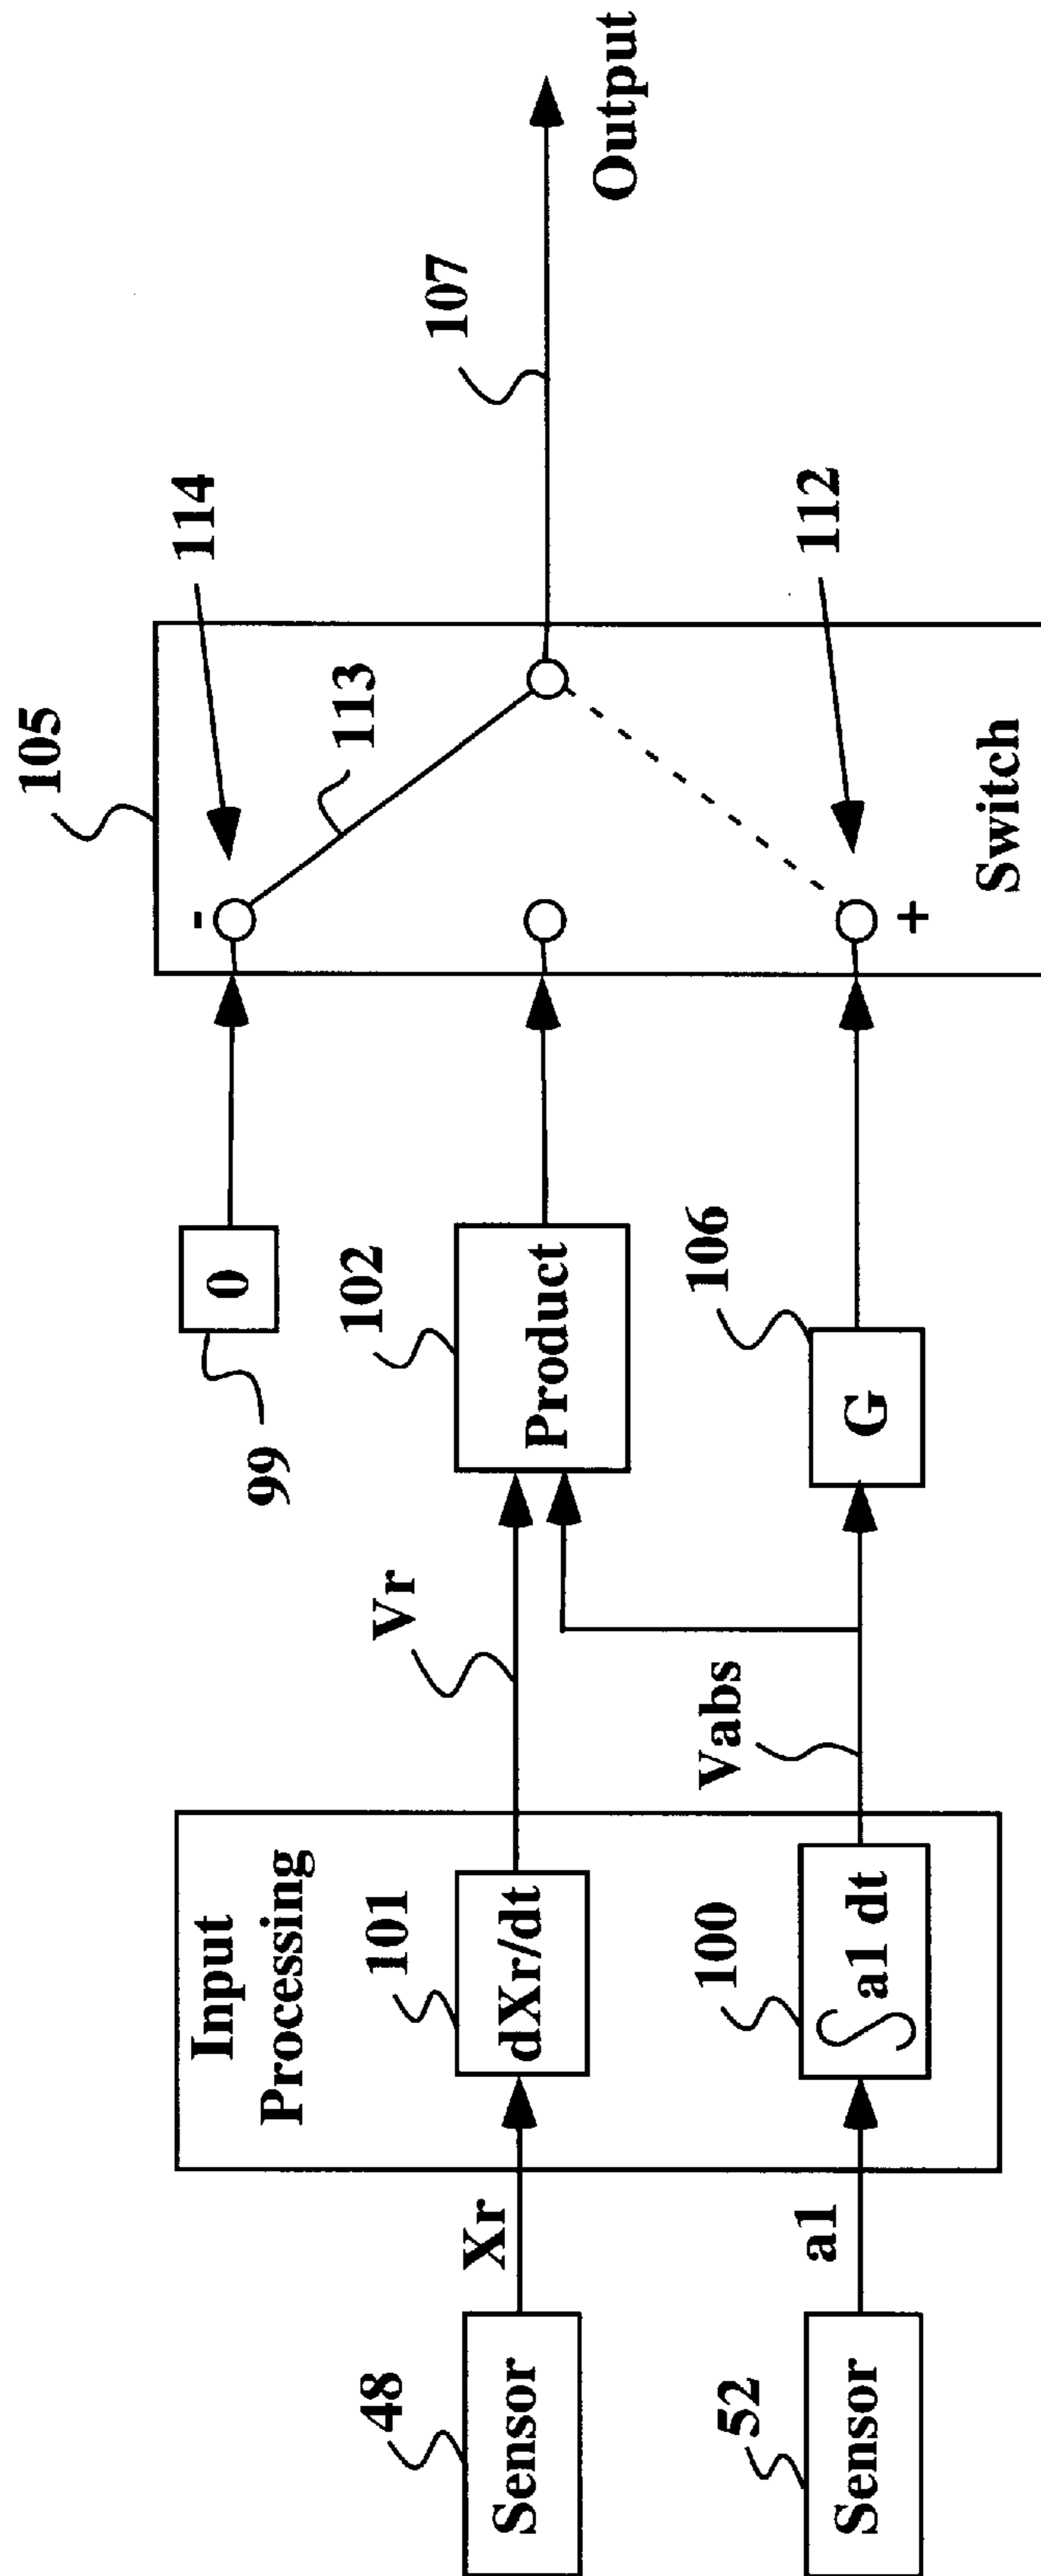 Sensor
48
Xr
Sensor
52
a1
Input
Processing
101
dXr/dt
100
∫ a1 dt
Vr
Vabs
99
0
102
Product
106
G
105
-
114
113
+
112
Switch
107
Output